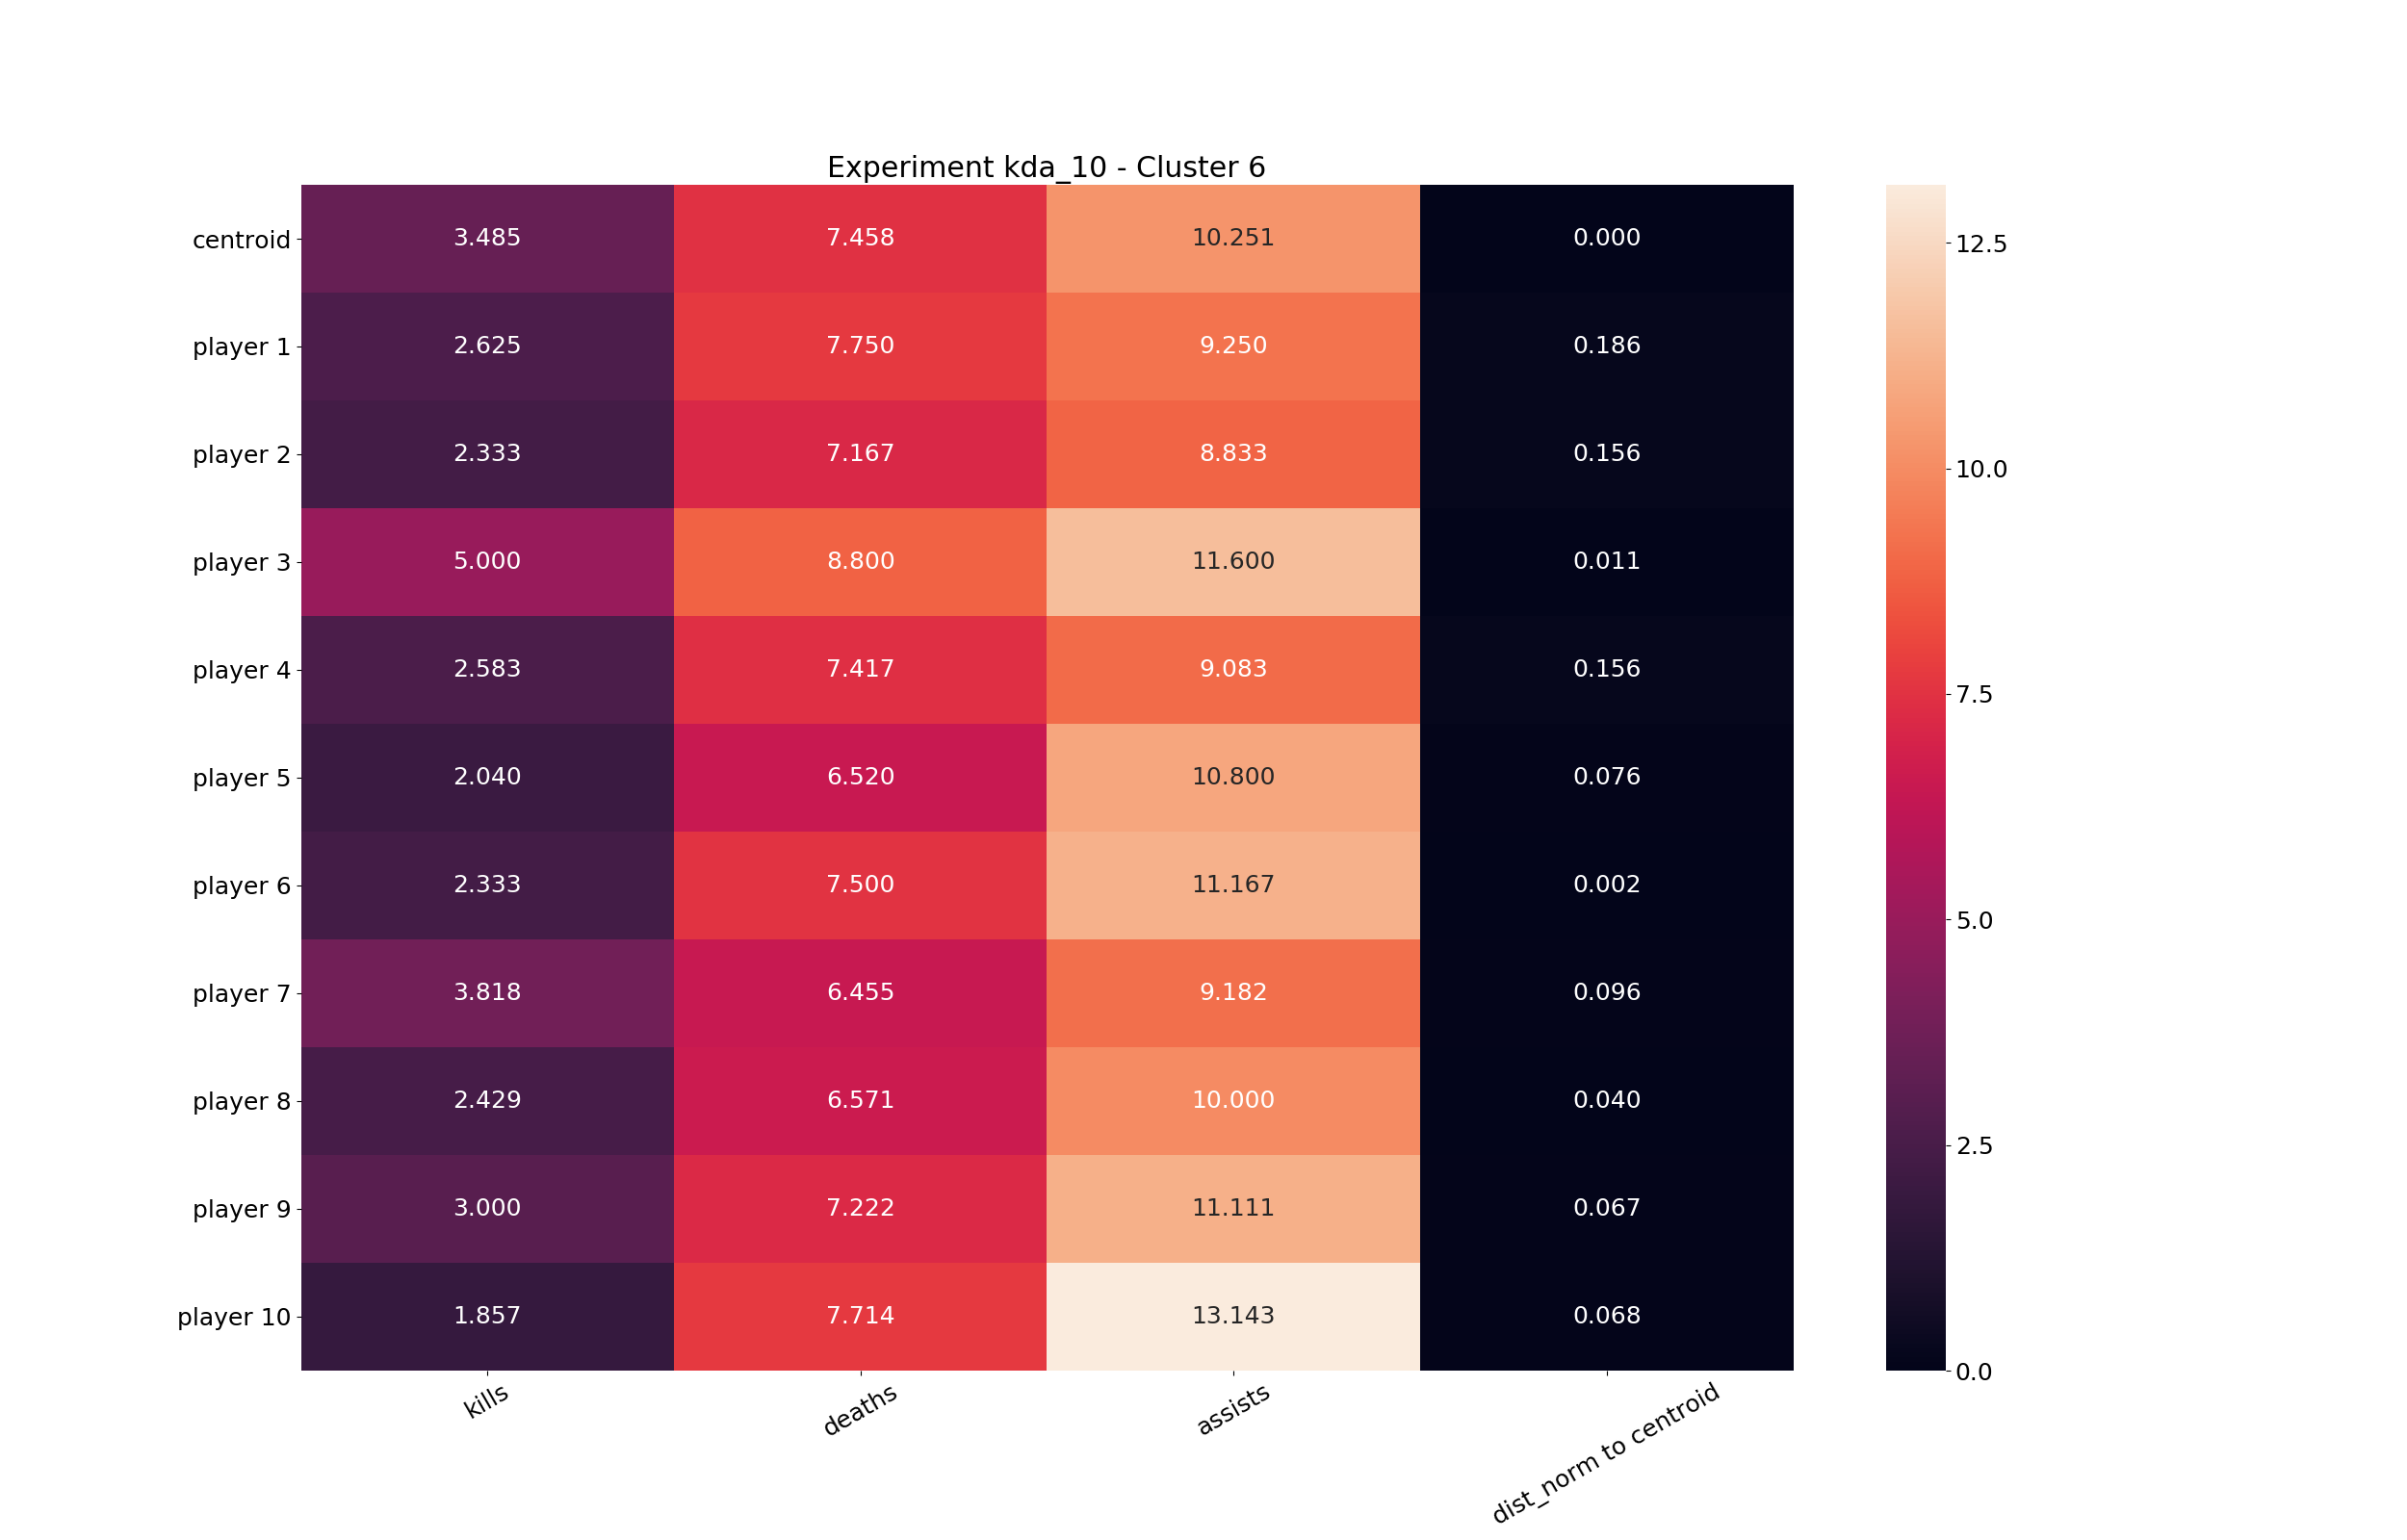 Experiment kda_10 - Cluster 6
centroid 3.485 7.458 10.251 0.000
player 1 2.625 7.750 9.250 0.186
player 2 2.333 7.167 8.833 0.156
player 3 5.000 8.800 11.600 0.011
player 4 2.583 7.417 9.083 0.156
player 5 2.040 6.520 10.800 0.076
player 6 2.333 7.500 11.167 0.002
player 7 3.818 6.455 9.182 0.096
player 8 2.429 6.571 10.000 0.040
player 9 3.000 7.222 11.111 0.067
player 10 1.857 7.714 13.143 0.068
kills deaths assists dist_norm to centroid
12.5
10.0
7.5
5.0
2.5
0.0